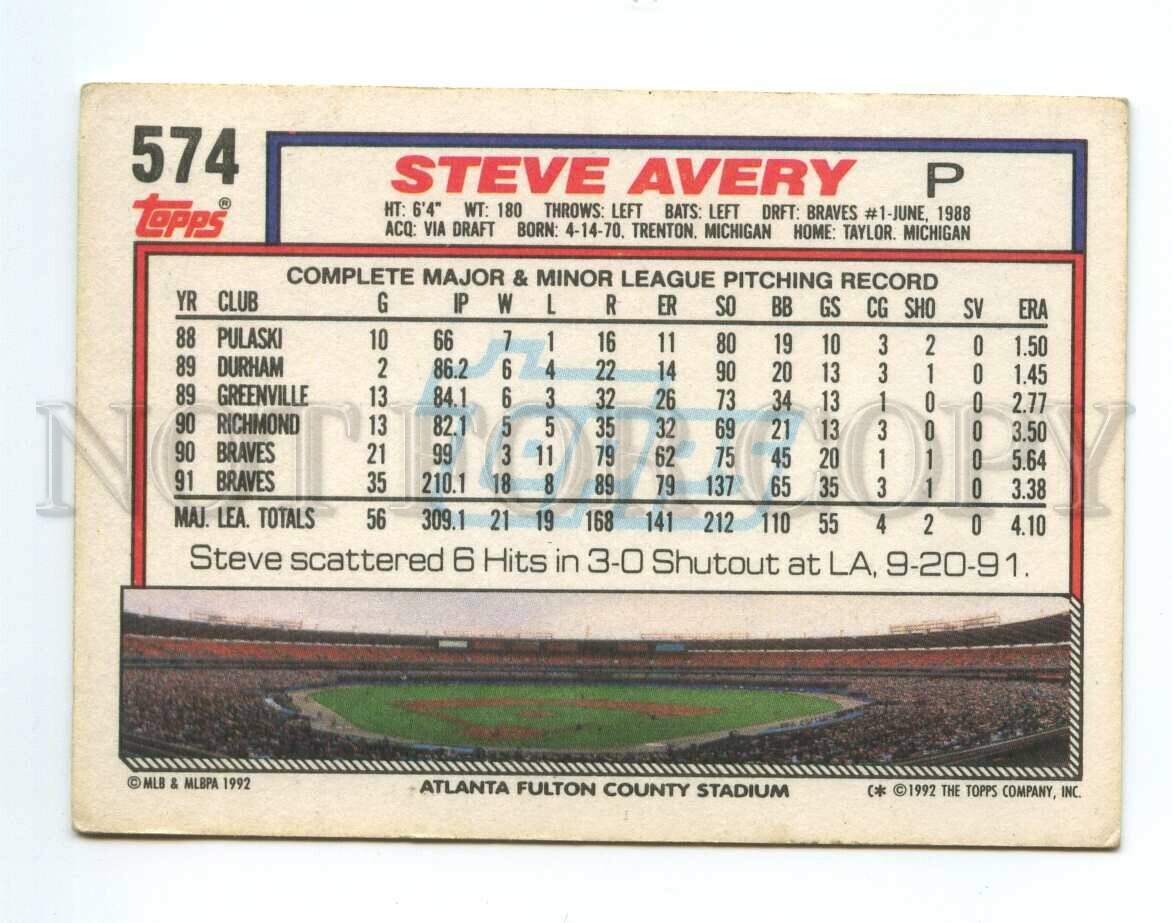 574
Topps®
STEVE AVERY P
HT: 6'4" WT: 180 THROWS: LEFT BATS: LEFT DRFT: BRAVES #1-JUNE, 1988
ACQ: VIA DRAFT BORN: 4-14-70, TRENTON, MICHIGAN HOME: TAYLOR, MICHIGAN
COMPLETE MAJOR & MINOR LEAGUE PITCHING RECORD
YR CLUB G IP W L R ER SO BB GS CG SHO SV ERA
88 PULASKI 10 66 7 1 16 11 80 19 10 3 2 0 1.50
89 DURHAM 2 86.2 6 4 22 14 90 20 13 3 1 0 1.45
89 GREENVILLE 13 84.1 6 3 32 26 73 34 13 1 0 0 2.77
90 RICHMOND 13 82.1 5 5 35 32 69 21 13 3 0 0 3.50
90 BRAVES 21 99 3 11 79 62 75 45 20 1 1 0 5.64
91 BRAVES 35 210.1 18 8 89 79 137 65 35 3 1 0 3.38
MAJ. LEA. TOTALS 56 309.1 21 19 168 141 212 110 55 4 2 0 4.10
Steve scattered 6 Hits in 3-0 Shutout at LA, 9-20-91.
©MLB & MLBPA 1992 ATLANTA FULTON COUNTY STADIUM C* ©1992 THE TOPPS COMPANY, INC.
Topps
NOT FOR COPY